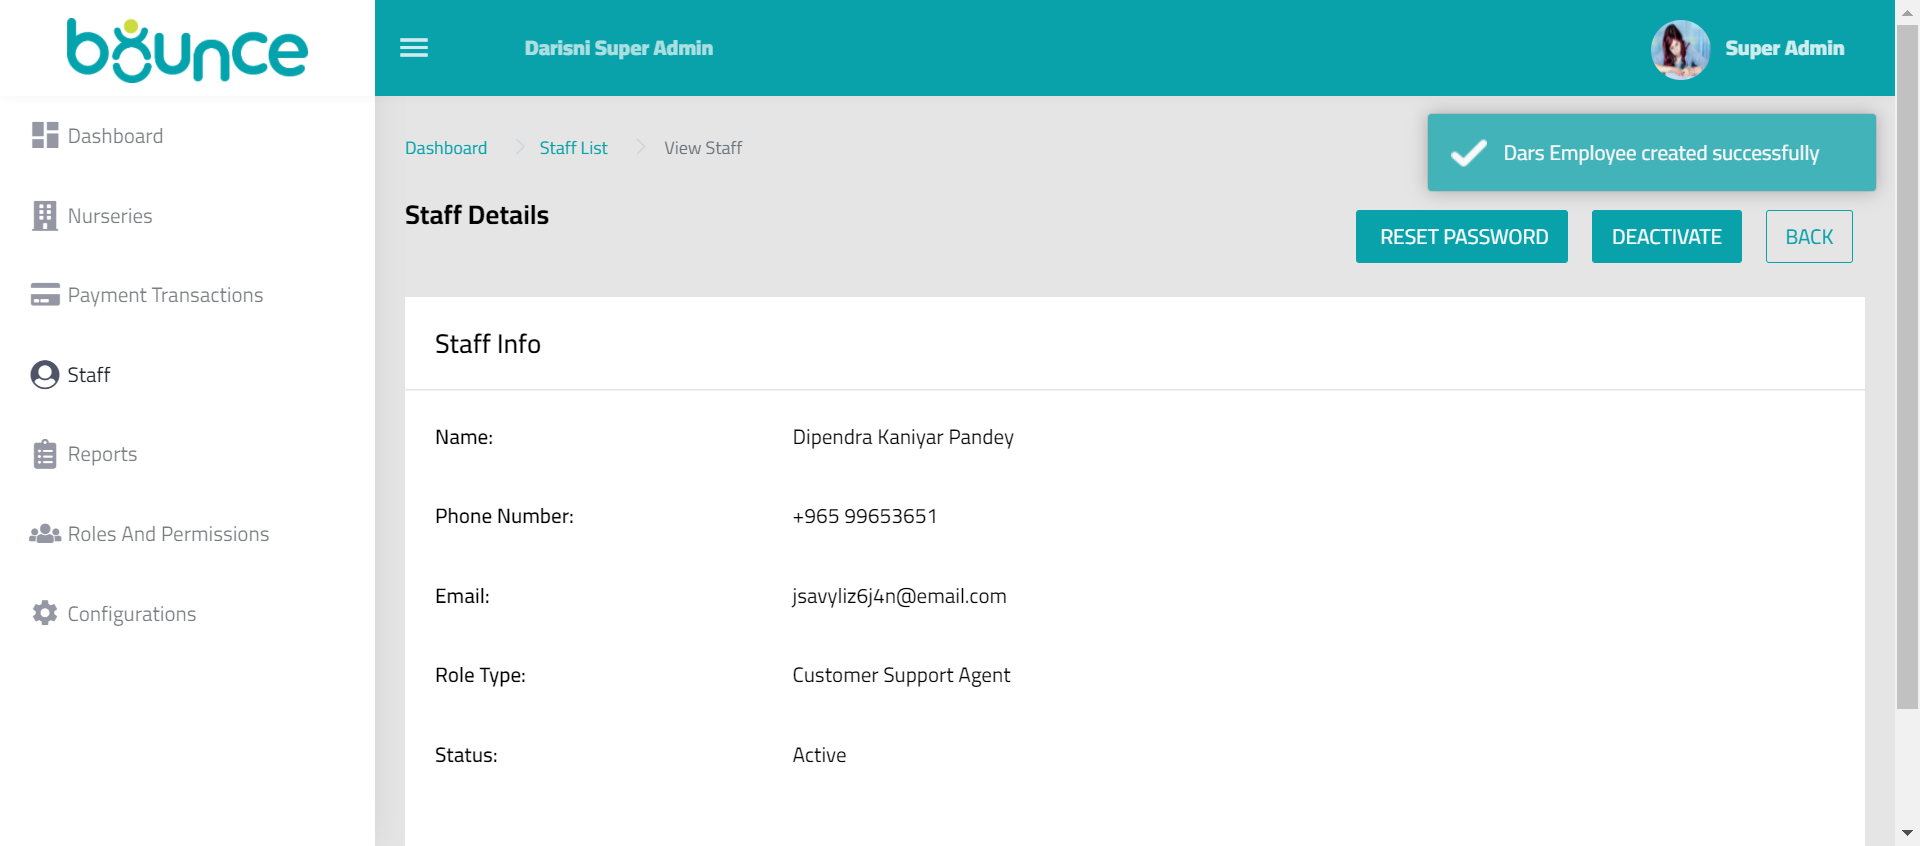 bounce
Darisni Super Admin
Super Admin
Dashboard
Nurseries
Payment Transactions
Staff
Reports
Roles And Permissions
Configurations
Dashboard Staff List View Staff
Dars Employee created successfully
Staff Details
RESET PASSWORD DEACTIVATE BACK
Staff Info
Name: Dipendra Kaniyar Pandey
Phone Number: +965 99653651
Email: jsavyliz6j4n@email.com
Role Type: Customer Support Agent
Status: Active